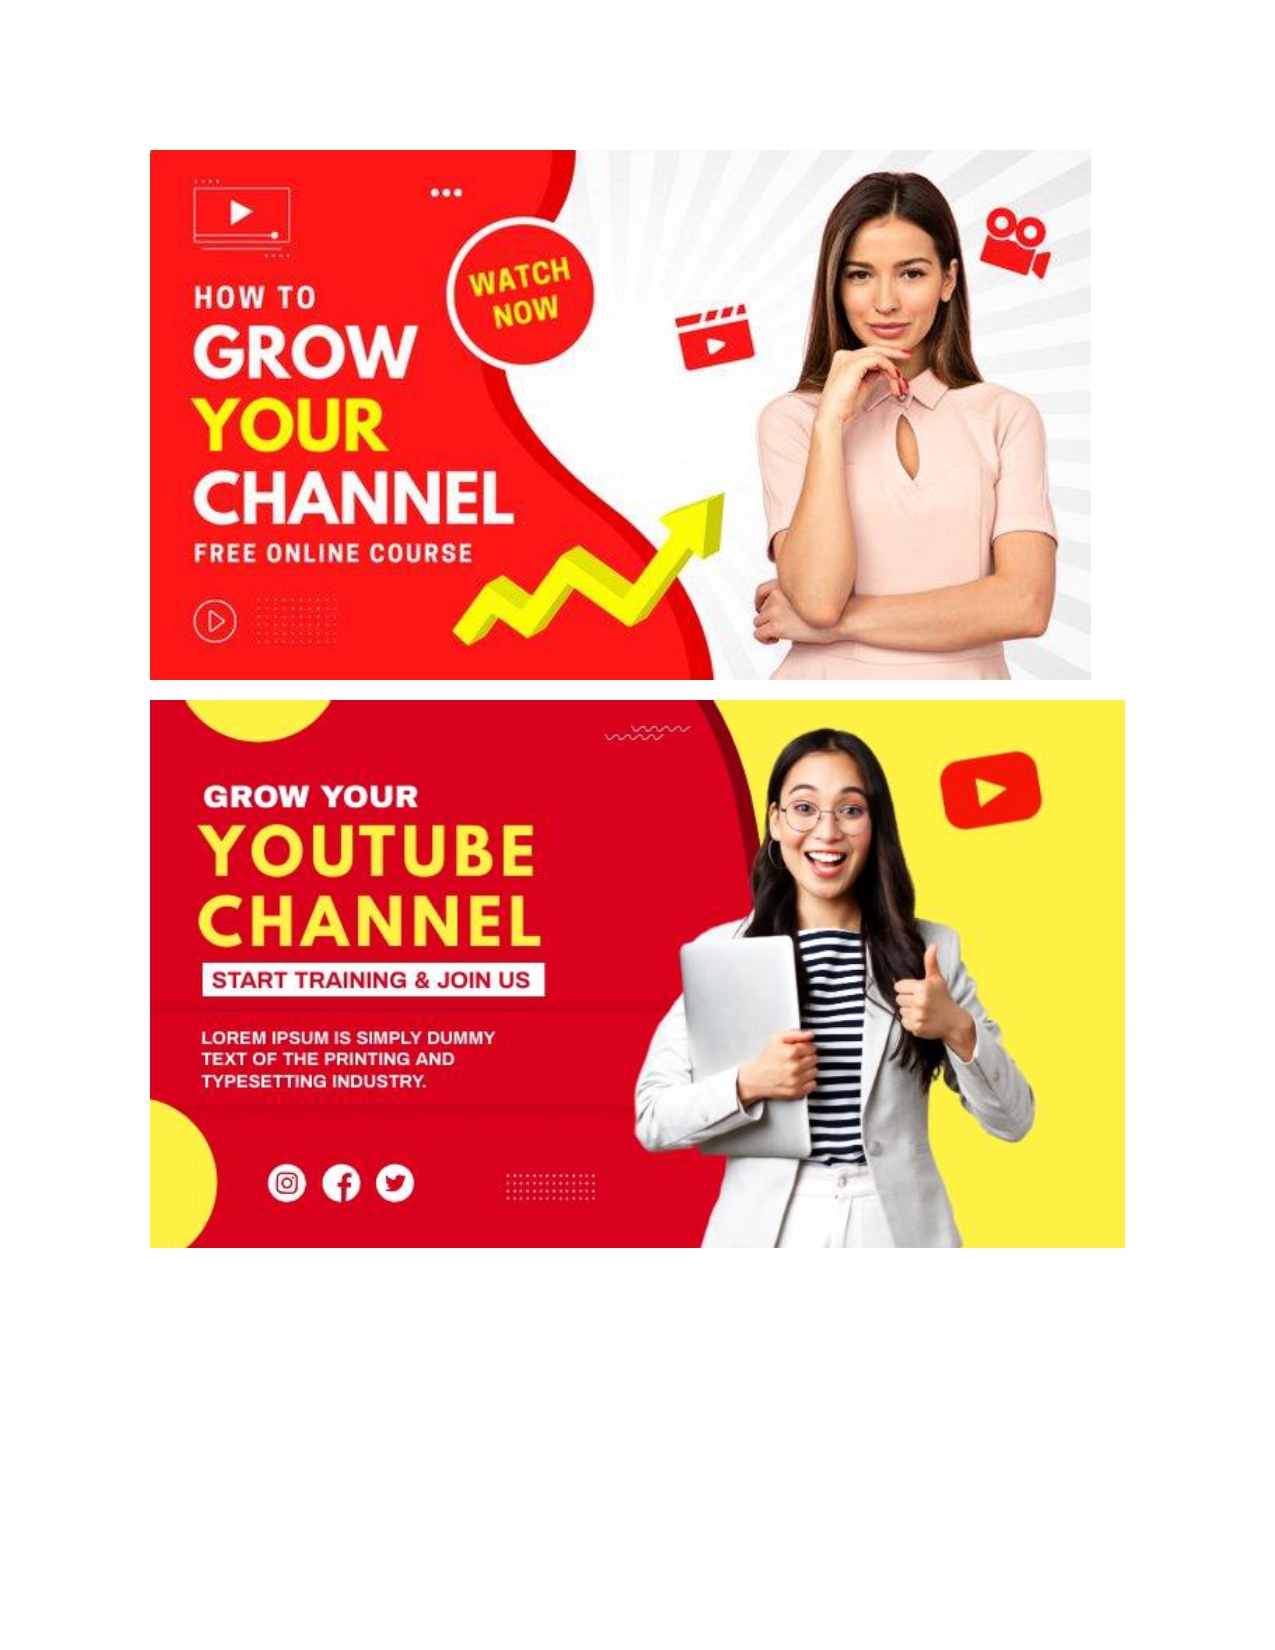 HOW TO
GROW
YOUR
CHANNEL
FREE ONLINE COURSE
WATCH
NOW
GROW YOUR
YOUTUBE
CHANNEL
START TRAINING & JOIN US
LOREM IPSUM IS SIMPLY DUMMY
TEXT OF THE PRINTING AND
TYPESETTING INDUSTRY.